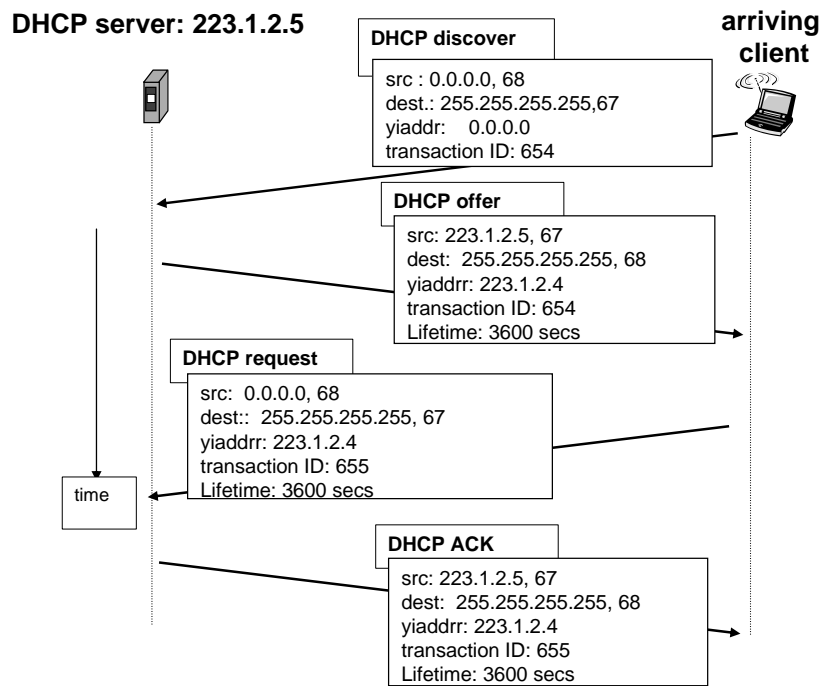 DHCP server: 223.1.2.5
arriving
client
DHCP discover
src : 0.0.0.0, 68
dest.: 255.255.255.255,67
yiaddr: 0.0.0.0
transaction ID: 654
DHCP offer
src: 223.1.2.5, 67
dest: 255.255.255.255, 68
yiaddrr: 223.1.2.4
transaction ID: 654
Lifetime: 3600 secs
DHCP request
src: 0.0.0.0, 68
dest:: 255.255.255.255, 67
yiaddrr: 223.1.2.4
transaction ID: 655
Lifetime: 3600 secs
time
DHCP ACK
src: 223.1.2.5, 67
dest: 255.255.255.255, 68
yiaddrr: 223.1.2.4
transaction ID: 655
Lifetime: 3600 secs